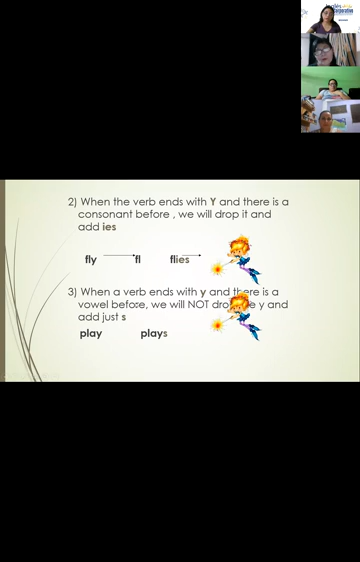 Inglés
corporativo
2) When the verb ends with Y and there is a
consonant before , we will drop it and
add ies
fly fl flies
3) When a verb ends with y and there is a
vowel before, we will NOT y and
add just s
play plays